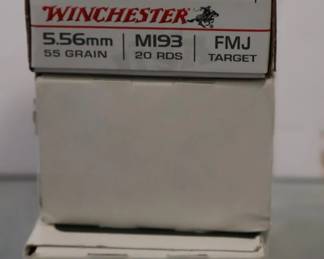 WINCHESTER
5.56mm M193 FMJ
55 GRAIN 20 RDS TARGET